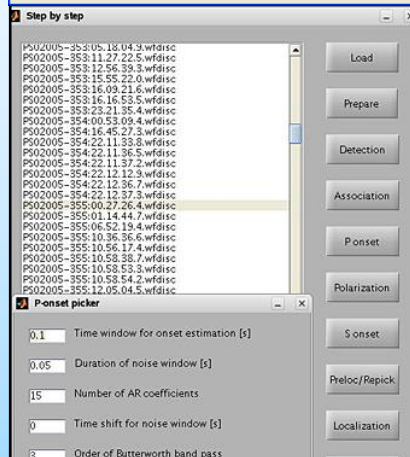 Step by step
PS02005-353:05.18.04.9.wfdisc
PS02005-353:11.27.22.5.wfdisc
PS02005-353:12.56.39.3.wfdisc
PS02005-353:15.55.22.0.wfdisc
PS02005-353:16.09.21.6.wfdisc
PS02005-353:16.16.53.5.wfdisc
PS02005-353:23.21.35.4.wfdisc
PS02005-354:00.53.09.4.wfdisc
PS02005-354:16.45.27.3.wfdisc
PS02005-354:22.11.33.8.wfdisc
PS02005-354:22.11.36.5.wfdisc
PS02005-354:22.11.37.2.wfdisc
PS02005-354:22.12.12.9.wfdisc
PS02005-354:22.12.36.7.wfdisc
PS02005-354:22.12.37.3.wfdisc
PS02005-355:00.27.26.4.wfdisc
PS02005-355:01.14.44.7.wfdisc
PS02005-355:06.52.19.4.wfdisc
PS02005-355:10.36.36.6.wfdisc
PS02005-355:10.56.17.4.wfdisc
PS02005-355:10.58.38.7.wfdisc
PS02005-355:10.58.53.3.wfdisc
PS02005-355:10.58.54.2.wfdisc
PS02005-355:12.05.04.5.wfdisc
Load
Prepare
Detection
Association
P onset
Polarization
S onset
Preloc/Repick
Localization
P-onset picker
0.1 Time window for onset estimation [s]
0.05 Duration of noise window [s]
15 Number of AR coefficients
0 Time shift for noise window [s]
3 Order of Butterworth band pass